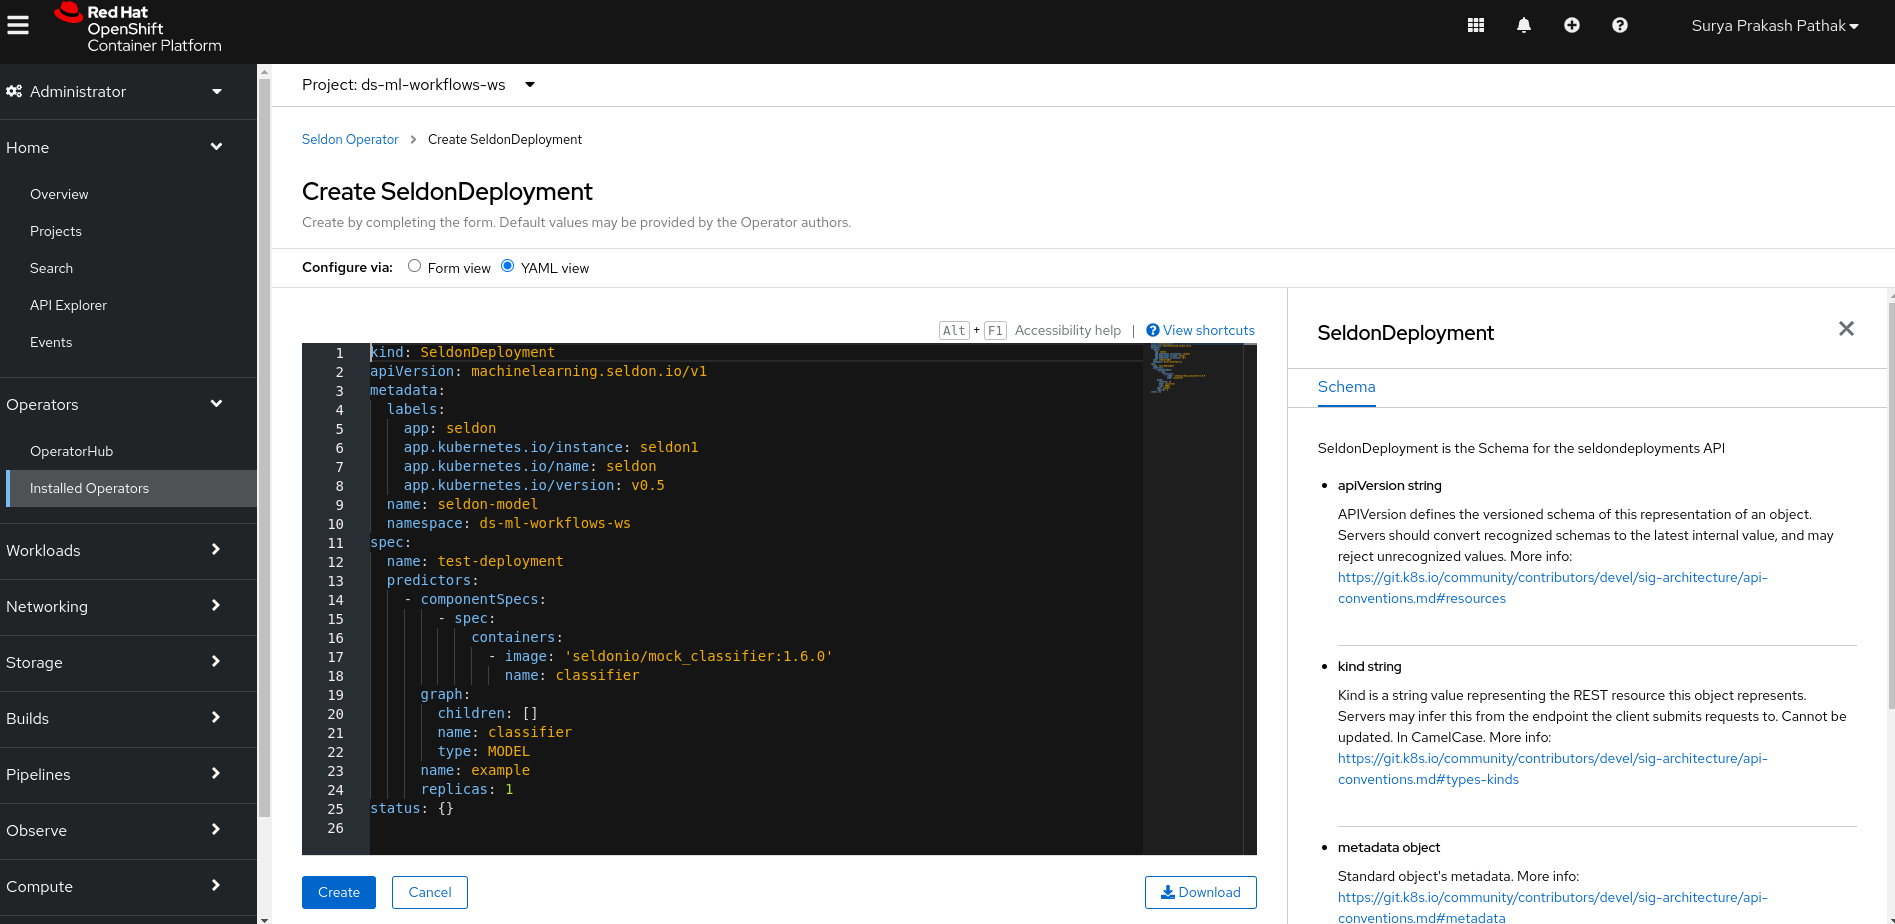 Red Hat
OpenShift
Container Platform
Surya Prakash Pathak
Administrator
Home
Overview
Projects
Search
API Explorer
Events
Operators
OperatorHub
Installed Operators
Workloads
Networking
Storage
Builds
Pipelines
Observe
Compute
Project: ds-ml-workflows-ws
Seldon Operator > Create SeldonDeployment
Create SeldonDeployment
Create by completing the form. Default values may be provided by the Operator authors.
Configure via: Form view YAML view
Alt + F1 Accessibility help | View shortcuts
1 kind: SeldonDeployment
2 apiVersion: machinelearning.seldon.io/v1
3 metadata:
4 labels:
5 app: seldon
6 app.kubernetes.io/instance: seldon1
7 app.kubernetes.io/name: seldon
8 app.kubernetes.io/version: v0.5
9 name: seldon-model
10 namespace: ds-ml-workflows-ws
11 spec:
12 name: test-deployment
13 predictors:
14 - componentSpecs:
15 - spec:
16 containers:
17 - image: 'seldonio/mock_classifier:1.6.0'
18 name: classifier
19 graph:
20 children: []
21 name: classifier
22 type: MODEL
23 name: example
24 replicas: 1
25 status: {}
26
Create Cancel Download
SeldonDeployment
Schema
SeldonDeployment is the Schema for the seldondeployments API
• apiVersion string
APIVersion defines the versioned schema of this representation of an object.
Servers should convert recognized schemas to the latest internal value, and may
reject unrecognized values. More info:
https://git.k8s.io/community/contributors/devel/sig-architecture/api-
conventions.md#resources
• kind string
Kind is a string value representing the REST resource this object represents.
Servers may infer this from the endpoint the client submits requests to. Cannot be
updated. In CamelCase. More info:
https://git.k8s.io/community/contributors/devel/sig-architecture/api-
conventions.md#types-kinds
• metadata object
Standard object's metadata. More info:
https://git.k8s.io/community/contributors/devel/sig-architecture/api-
conventions.md#metadata